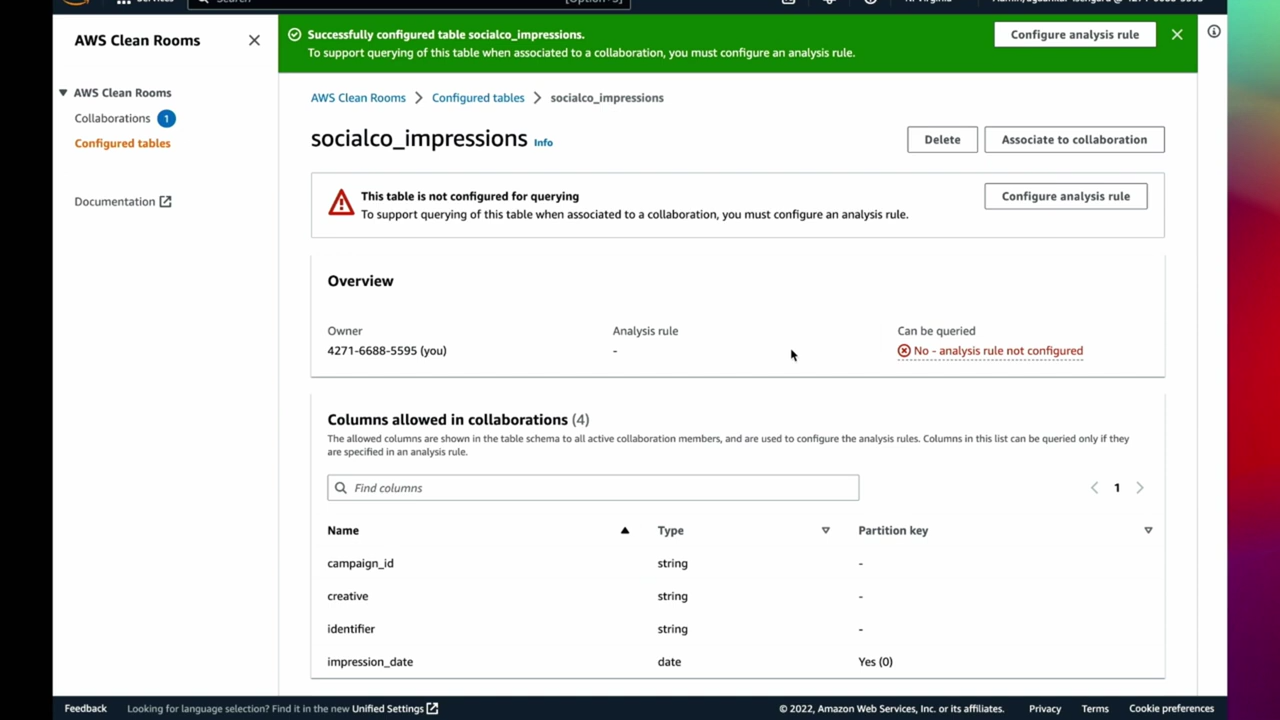 AWS Clean Rooms
AWS Clean Rooms
Collaborations 1
Configured tables
Documentation
Successfully configured table socialco_impressions.
To support querying of this table when associated to a collaboration, you must configure an analysis rule.
Configure analysis rule
AWS Clean Rooms > Configured tables > socialco_impressions
socialco_impressions Info
Delete
Associate to collaboration
This table is not configured for querying
To support querying of this table when associated to a collaboration, you must configure an analysis rule.
Configure analysis rule
Overview
Owner
4271-6688-5595 (you)
Analysis rule
-
Can be queried
No - analysis rule not configured
Columns allowed in collaborations (4)
The allowed columns are shown in the table schema to all active collaboration members, and are used to configure the analysis rules. Columns in this list can be queried only if they
are specified in an analysis rule.
Find columns
1
Name Type Partition key
campaign_id string -
creative string -
identifier string -
impression_date date Yes (0)
Feedback Looking for language selection? Find it in the new Unified Settings © 2022, Amazon Web Services, Inc. or its affiliates. Privacy Terms Cookie preferences